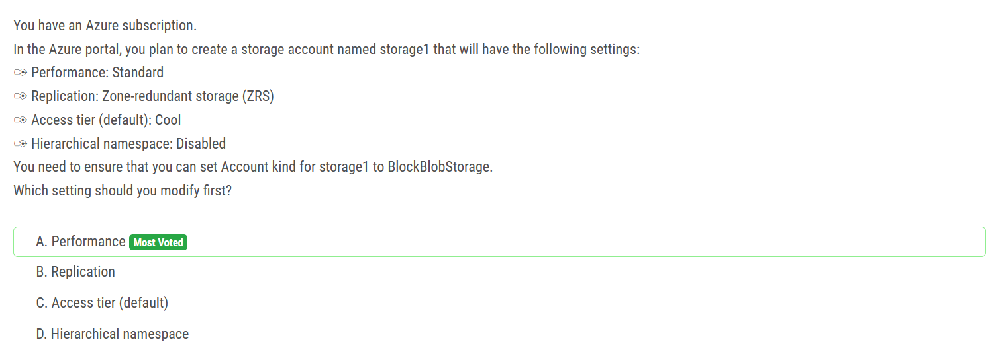 You have an Azure subscription.
In the Azure portal, you plan to create a storage account named storage1 that will have the following settings:
Performance: Standard
Replication: Zone-redundant storage (ZRS)
Access tier (default): Cool
Hierarchical namespace: Disabled
You need to ensure that you can set Account kind for storage1 to BlockBlobStorage.
Which setting should you modify first?
A. Performance Most Voted
B. Replication
C. Access tier (default)
D. Hierarchical namespace